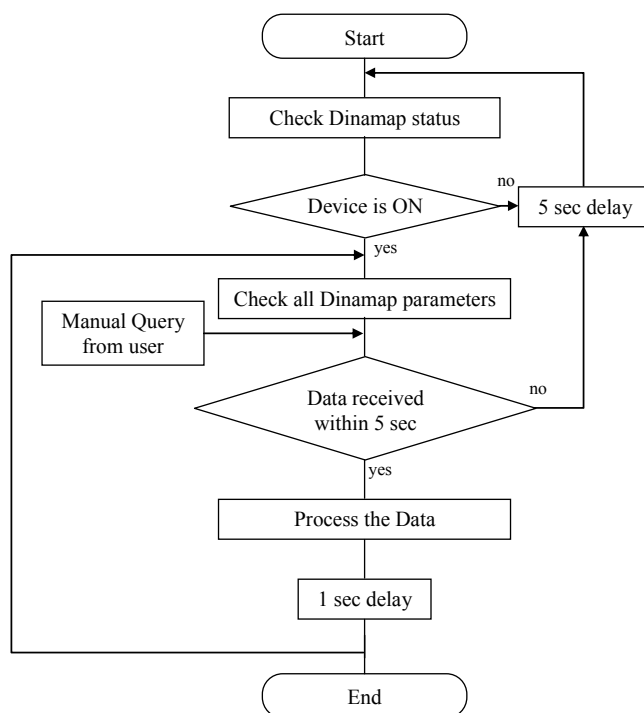 Start
Check Dinamap status
Device is ON
no
5 sec delay
yes
Check all Dinamap parameters
Manual Query
from user
Data received
within 5 sec
no
yes
Process the Data
1 sec delay
End